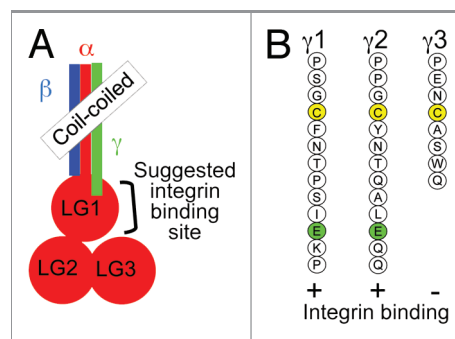 A
α
β
Coil-coiled
γ
LG1
LG2
LG3
Suggested
integrin
binding
site
B
γ1 γ2 γ3
P P P
S P E
G G N
C C C
F Y A
N N S
T T W
P Q Q
S A
I L
E E
K Q
P Q
+ + -
Integrin binding